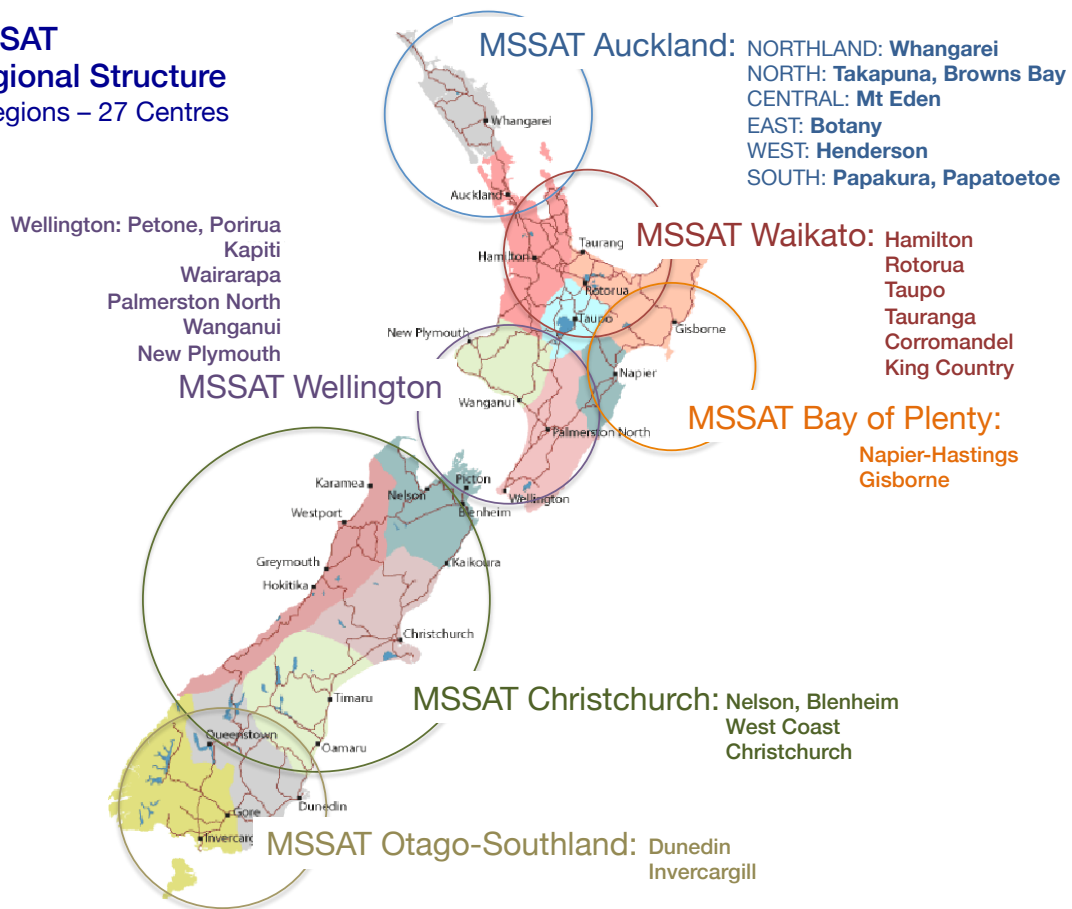 SSAT
gional Structure
egions – 27 Centres
MSSAT Auckland:
NORTHLAND: Whangarei
NORTH: Takapuna, Browns Bay
CENTRAL: Mt Eden
EAST: Botany
WEST: Henderson
SOUTH: Papakura, Papatoetoe
Whangarei
Auckland
Wellington: Petone, Porirua
Kapiti
Wairarapa
Palmerston North
Wanganui
New Plymouth
MSSAT Wellington
MSSAT Waikato:
Hamilton
Rotorua
Taupo
Tauranga
Corromandel
King Country
Taurang
Hamilton
Rotorua
Taupo
Gisborne
New Plymouth
Napier
Wanganui
Palmerston North
Wellington
MSSAT Bay of Plenty:
Napier-Hastings
Gisborne
Karamea
Nelson
Picton
Blenheim
Westport
Greymouth
Kaikoura
Hokitika
Christchurch
MSSAT Christchurch:
Nelson, Blenheim
West Coast
Christchurch
Timaru
Queenstown
Oamaru
Dunedin
Gore
Invercarg
MSSAT Otago-Southland:
Dunedin
Invercargill